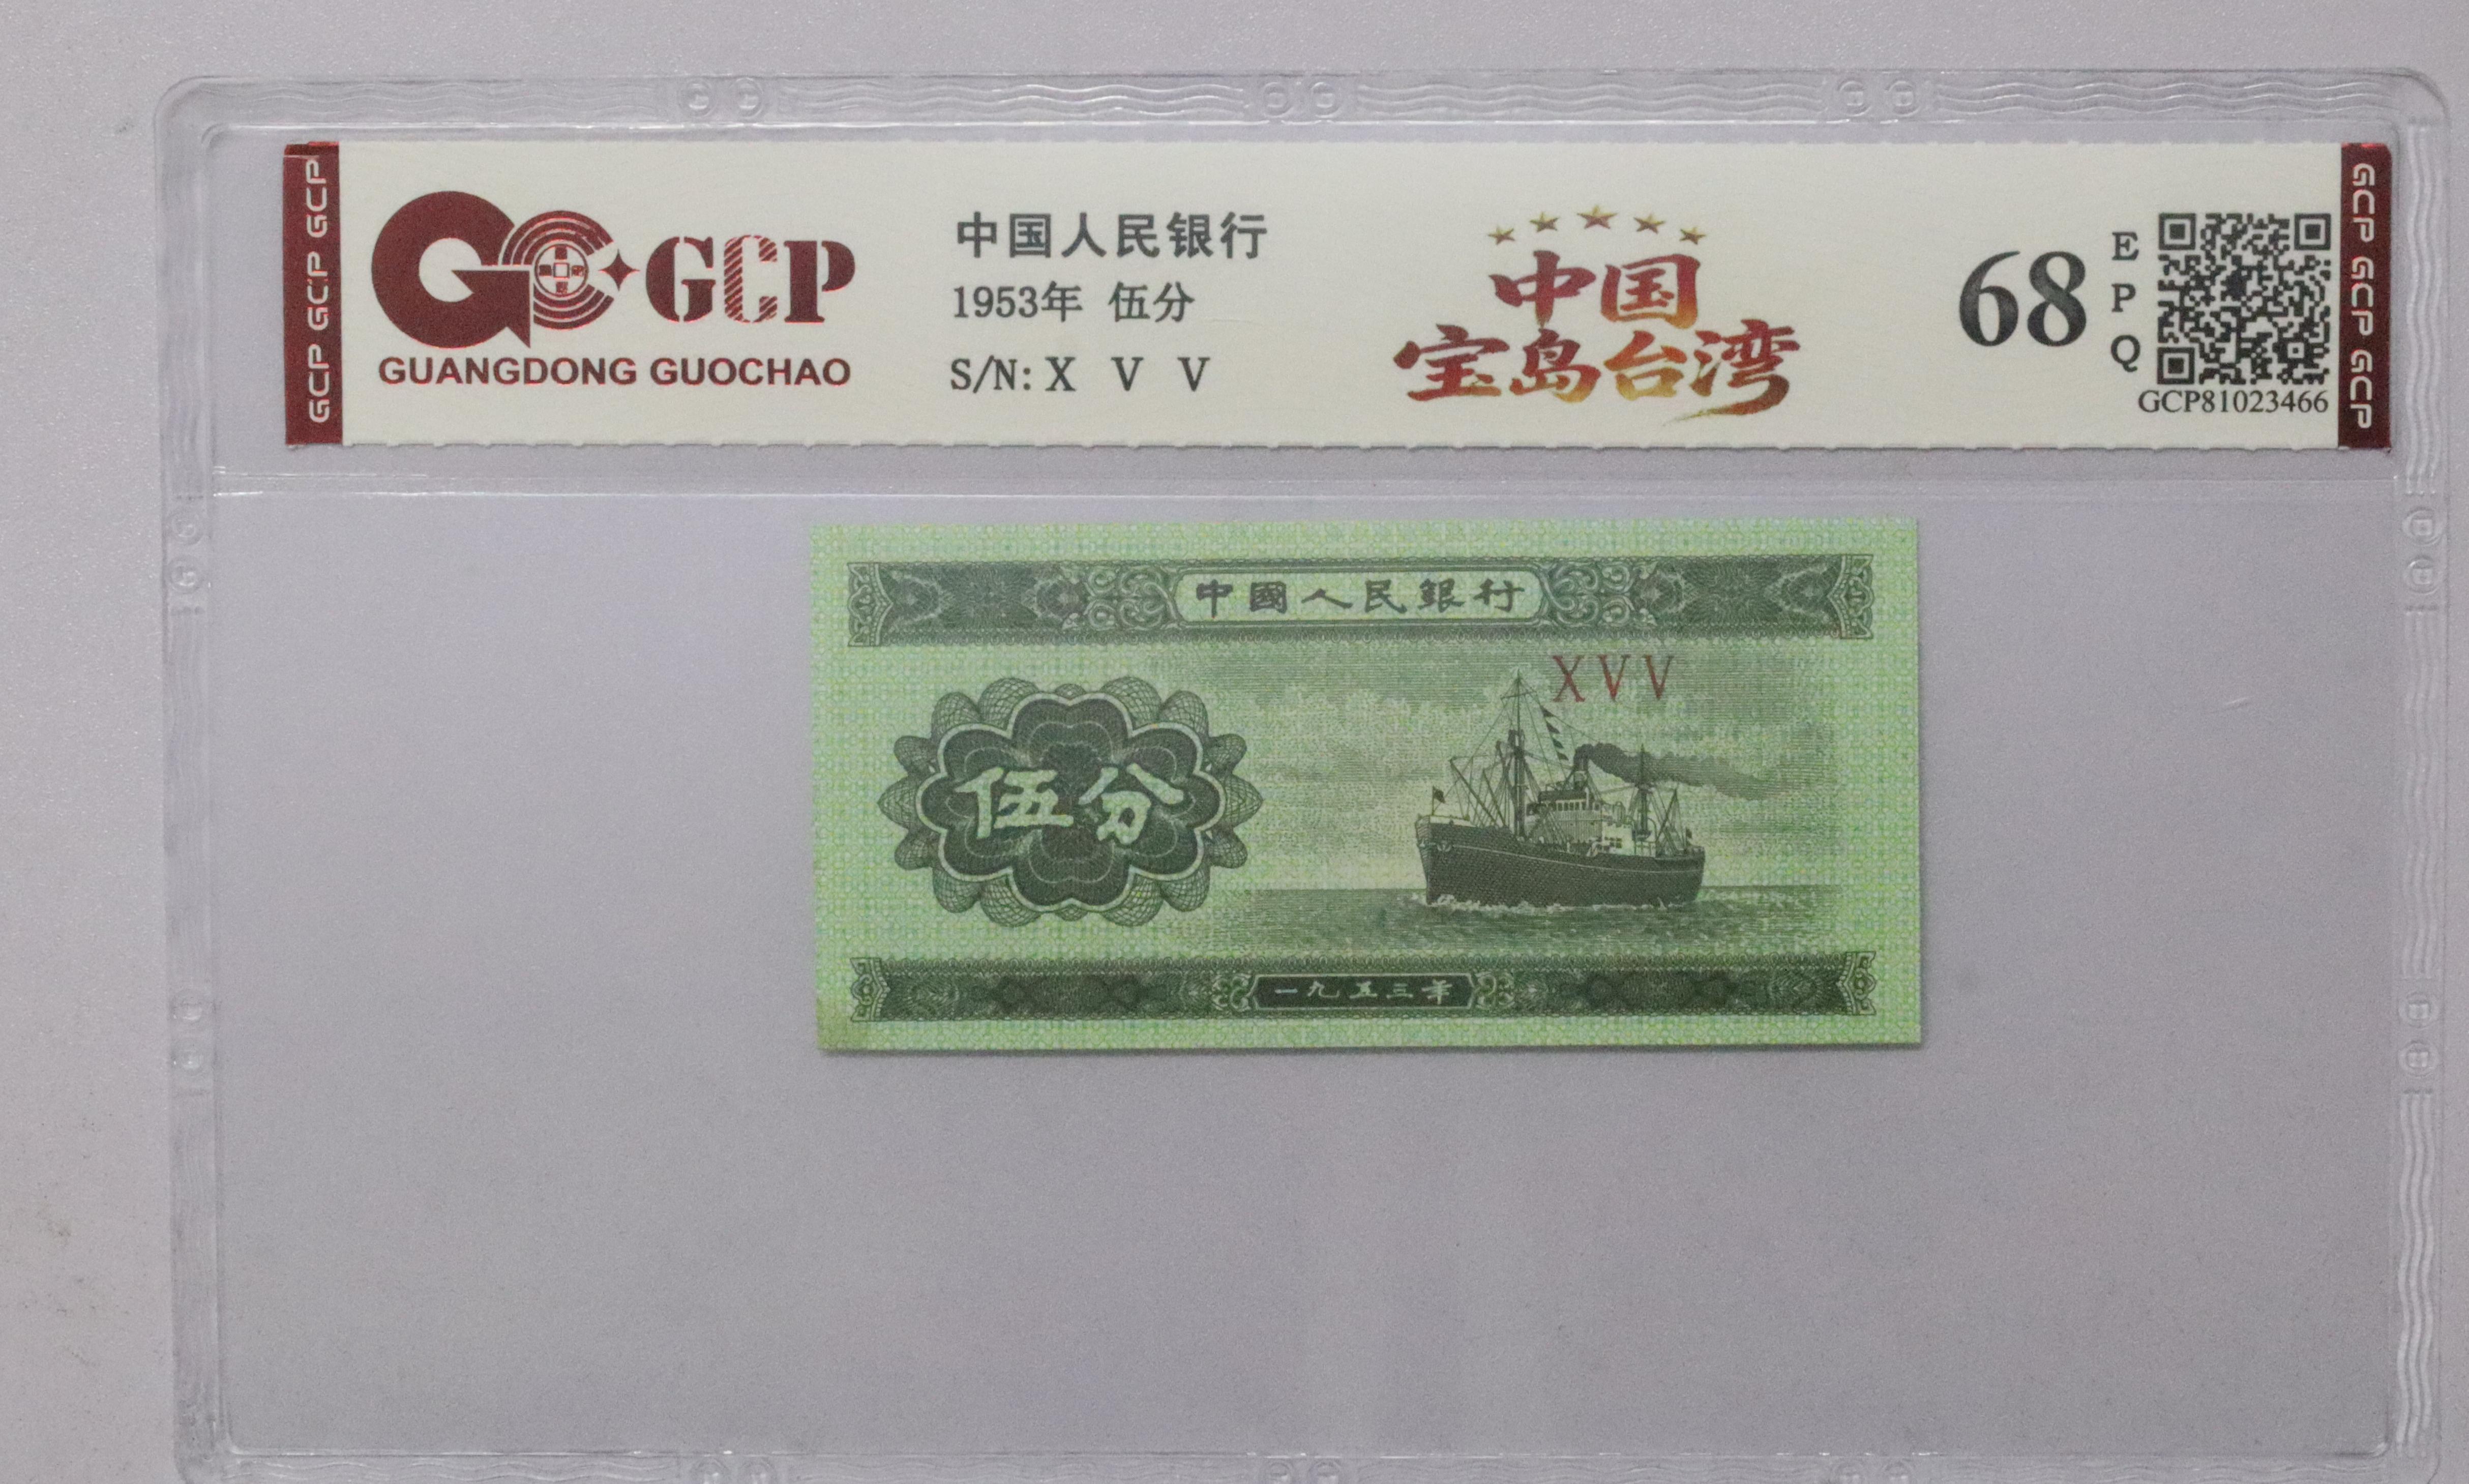 GCP GCP GCP
GCP
GUANGDONG GUOCHAO
中国人民银行
1953年 伍分
S/N: X V V
中国
宝岛台湾
68
E
P
Q
GCP81023466
GCP GCP GCP
中國人民銀行
XVV
伍分
一九五三年